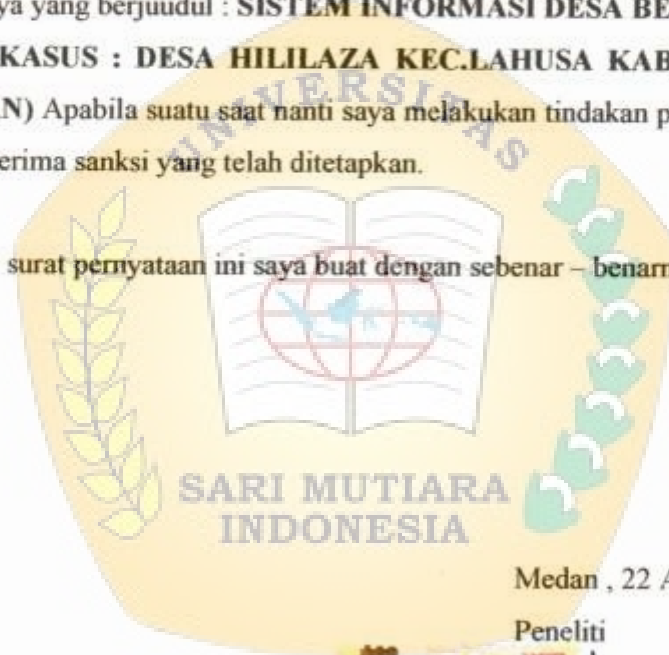 ya yang berjuudul : SISTEM INFORMASI DESA BE
KASUS : DESA HILILAZA KEC.LAHUSA KAB
AN) Apabila suatu saat nanti saya melakukan tindakan p
erima sanksi yang telah ditetapkan.
surat pernyataan ini saya buat dengan sebenar – benarn
UNIVERSITAS
SARI MUTIARA
INDONESIA
Medan , 22 A
Peneliti